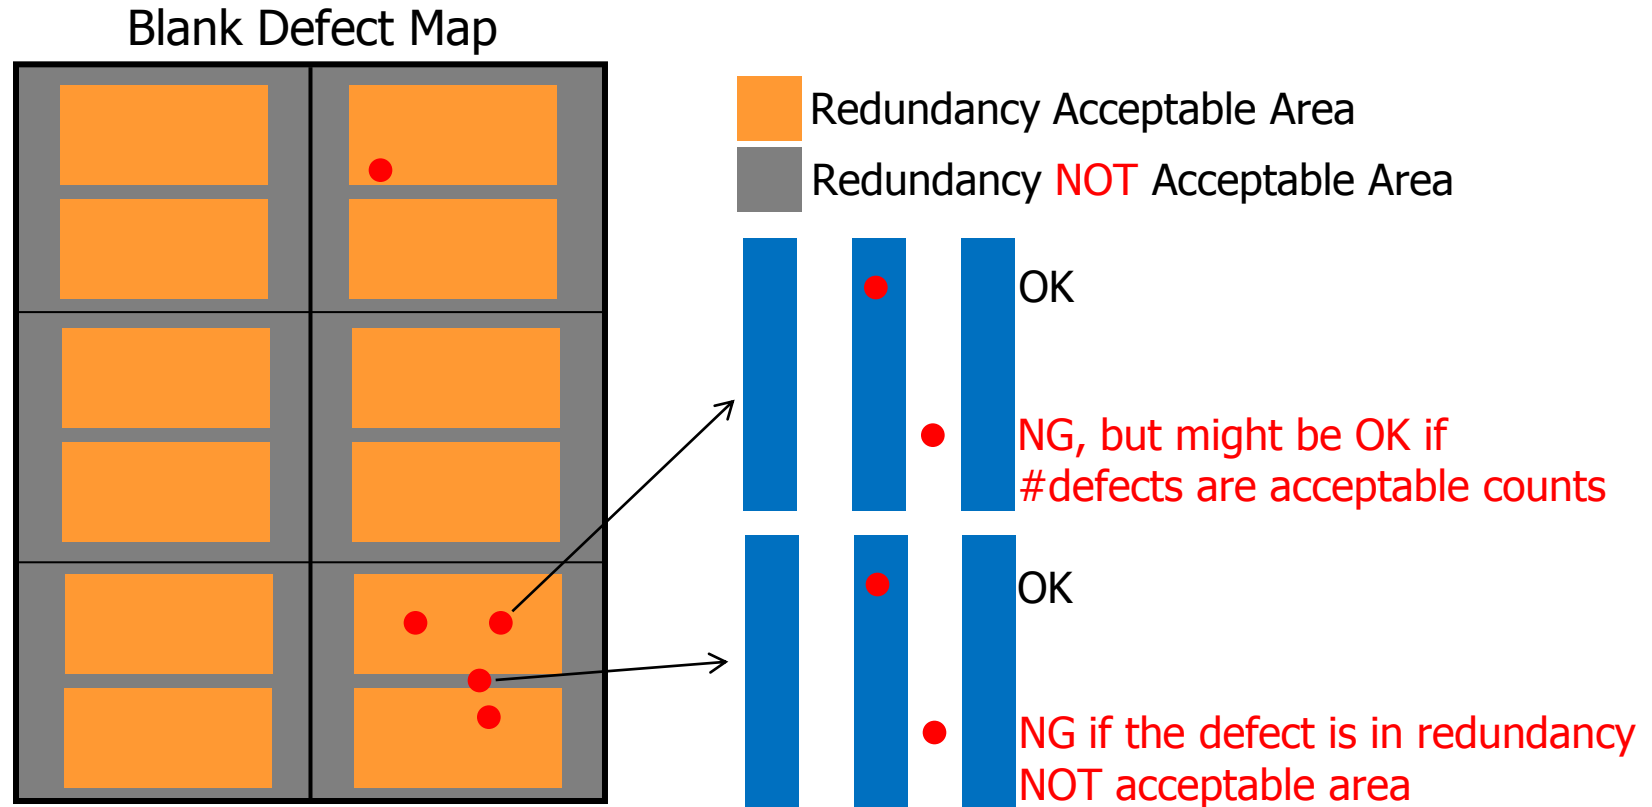 Blank Defect Map
Redundancy Acceptable Area
Redundancy NOT Acceptable Area
OK
NG, but might be OK if
#defects are acceptable counts
OK
NG if the defect is in redundancy
NOT acceptable area